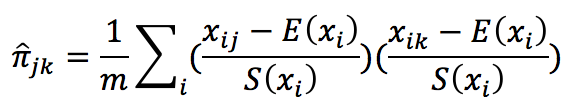 π̂_jk = 1/m ∑_i ((x_ij − E(x_i))/S(x_i))((x_ik − E(x_i))/S(x_i))